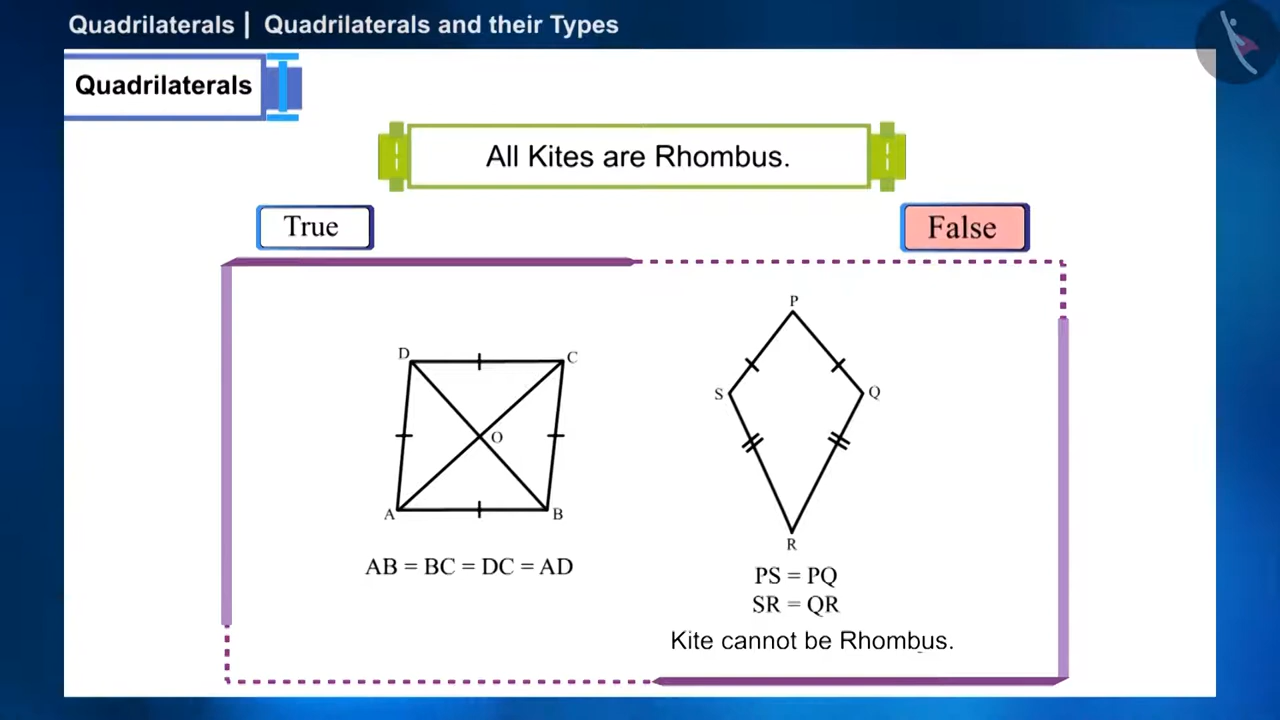 Quadrilaterals | Quadrilaterals and their Types
Quadrilaterals
All Kites are Rhombus.
True
False
P
D
C
S
Q
O
A
B
R
AB = BC = DC = AD
PS = PQ
SR = QR
Kite cannot be Rhombus.